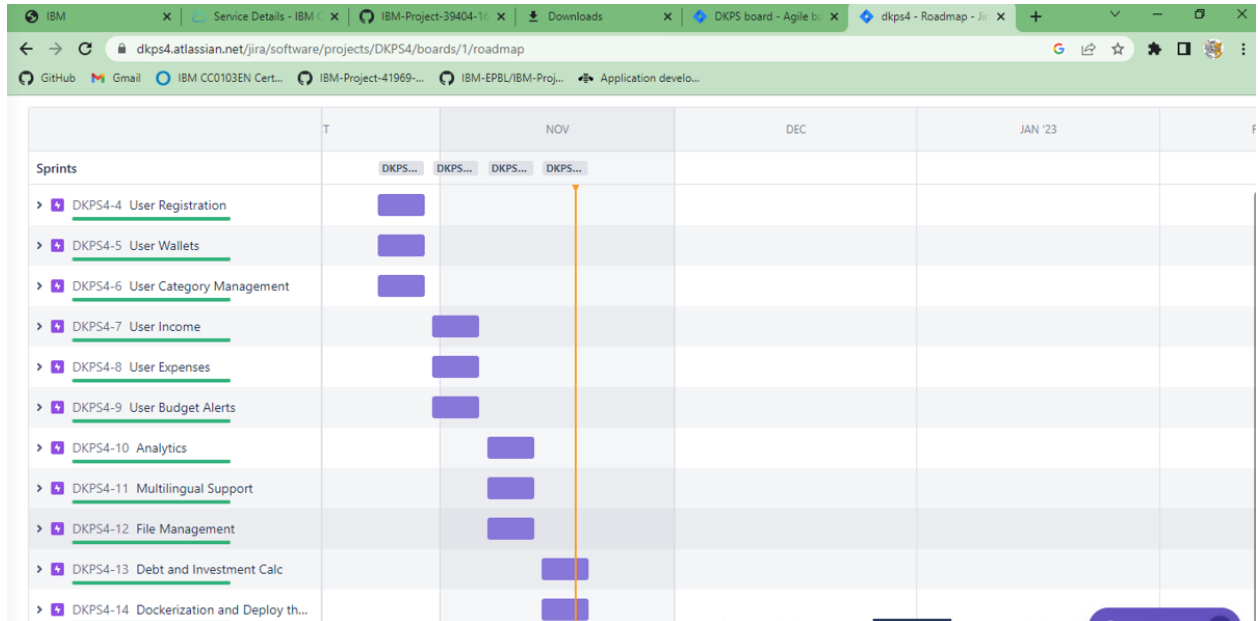 IBM
Service Details - IBM C
IBM-Project-39404-16
Downloads
DKPS board - Agile bo
dkps4 - Roadmap - Jir
dkps4.atlassian.net/jira/software/projects/DKPS4/boards/1/roadmap
GitHub
Gmail
IBM CC0103EN Cert...
IBM-Project-41969-...
IBM-EPBL/IBM-Proj...
Application develo...
T NOV DEC JAN '23 F
Sprints DKPS... DKPS... DKPS... DKPS...
DKPS4-4 User Registration
DKPS4-5 User Wallets
DKPS4-6 User Category Management
DKPS4-7 User Income
DKPS4-8 User Expenses
DKPS4-9 User Budget Alerts
DKPS4-10 Analytics
DKPS4-11 Multilingual Support
DKPS4-12 File Management
DKPS4-13 Debt and Investment Calc
DKPS4-14 Dockerization and Deploy th...